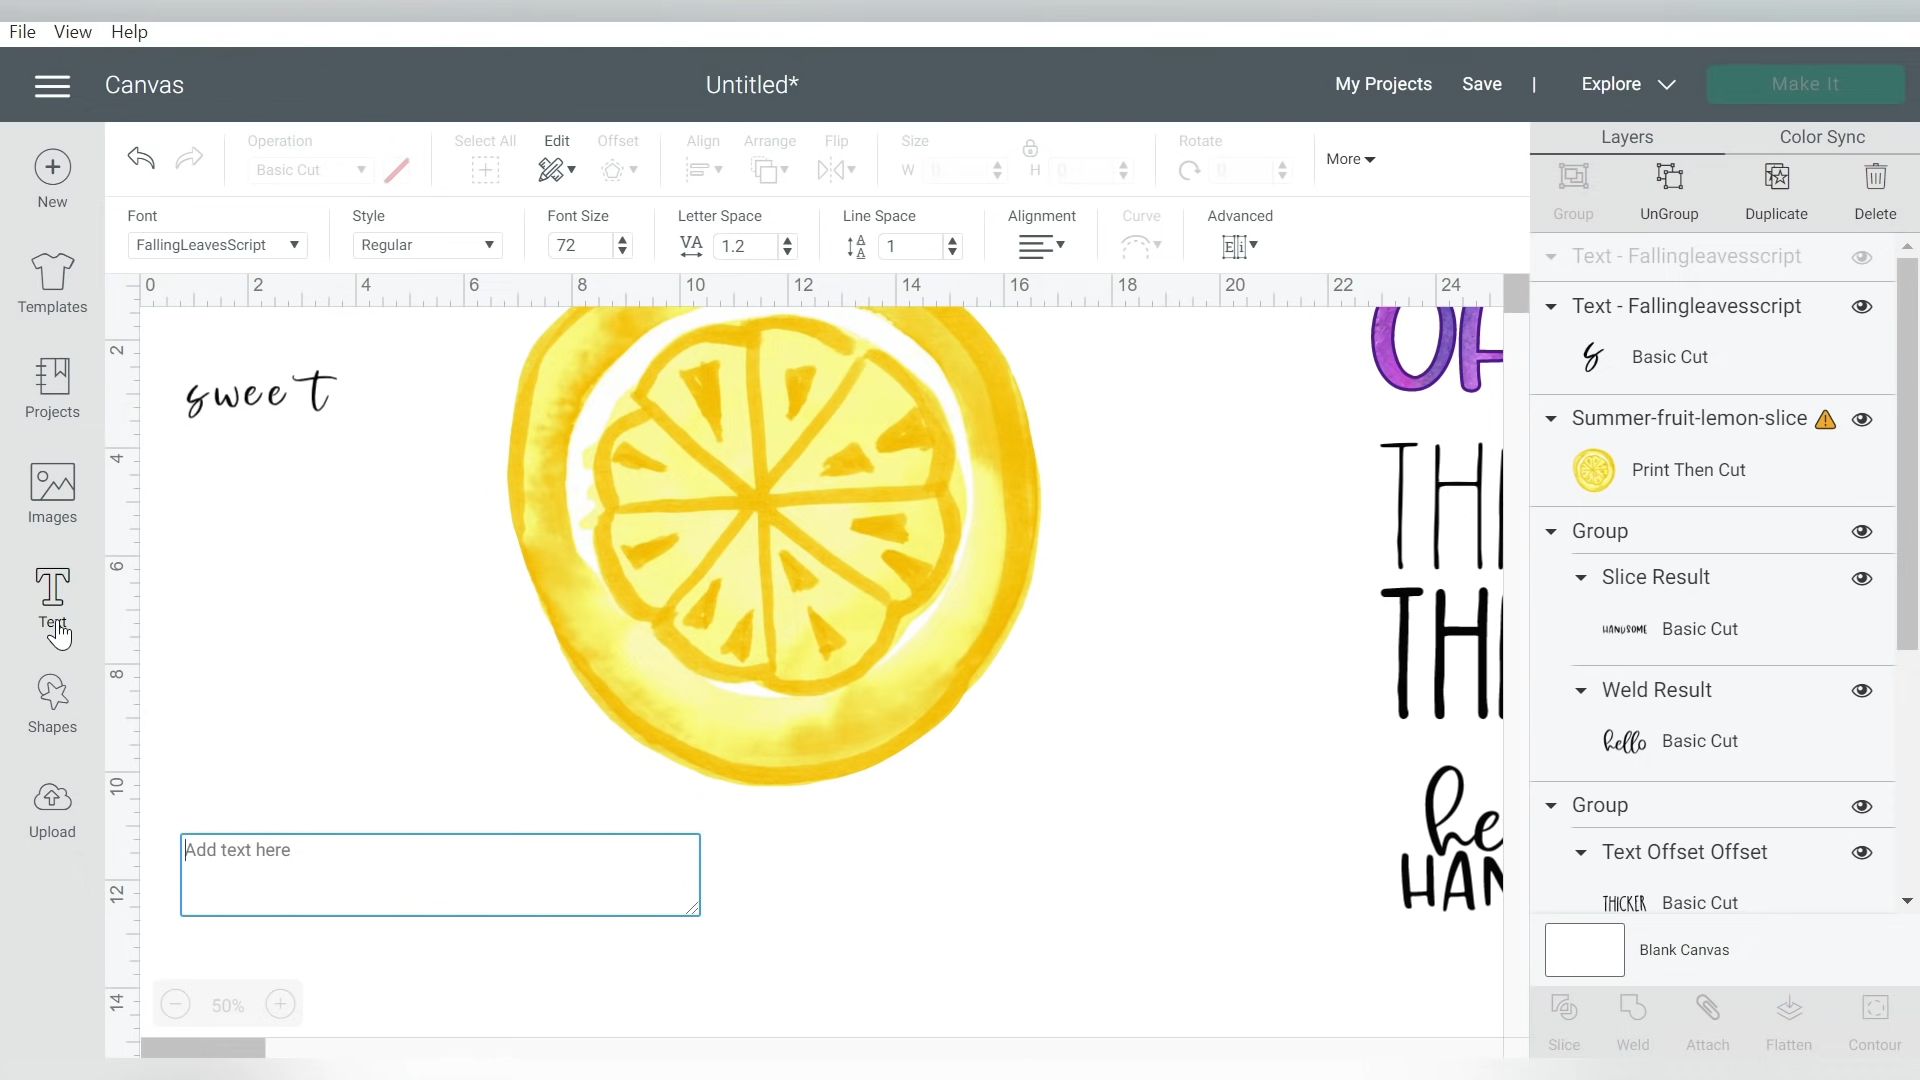 File View Help
Canvas
Untitled*
My Projects Save | Explore Make It
New
Templates
Projects
Images
Text
Shapes
Upload
Operation
Basic Cut
Select All Edit Offset
Align Arrange Flip
Size
W 0 H 0
Rotate
0
More
Font
FallingLeavesScript
Style
Regular
Font Size
72
Letter Space
VA 1.2
Line Space
1
Alignment
Curve
Advanced
0 2 4 6 8 10 12 14 16 18 20 22 24
2
4
6
8
10
12
14
sweet
Add text here
50%
THI
THI
he
HAN
Layers Color Sync
Group UnGroup Duplicate Delete
Text - Fallingleavesscript
Text - Fallingleavesscript
s Basic Cut
Summer-fruit-lemon-slice
Print Then Cut
Group
Slice Result
HANDSOME Basic Cut
Weld Result
hello Basic Cut
Group
Text Offset Offset
THICKER Basic Cut
Blank Canvas
Slice Weld Attach Flatten Contour